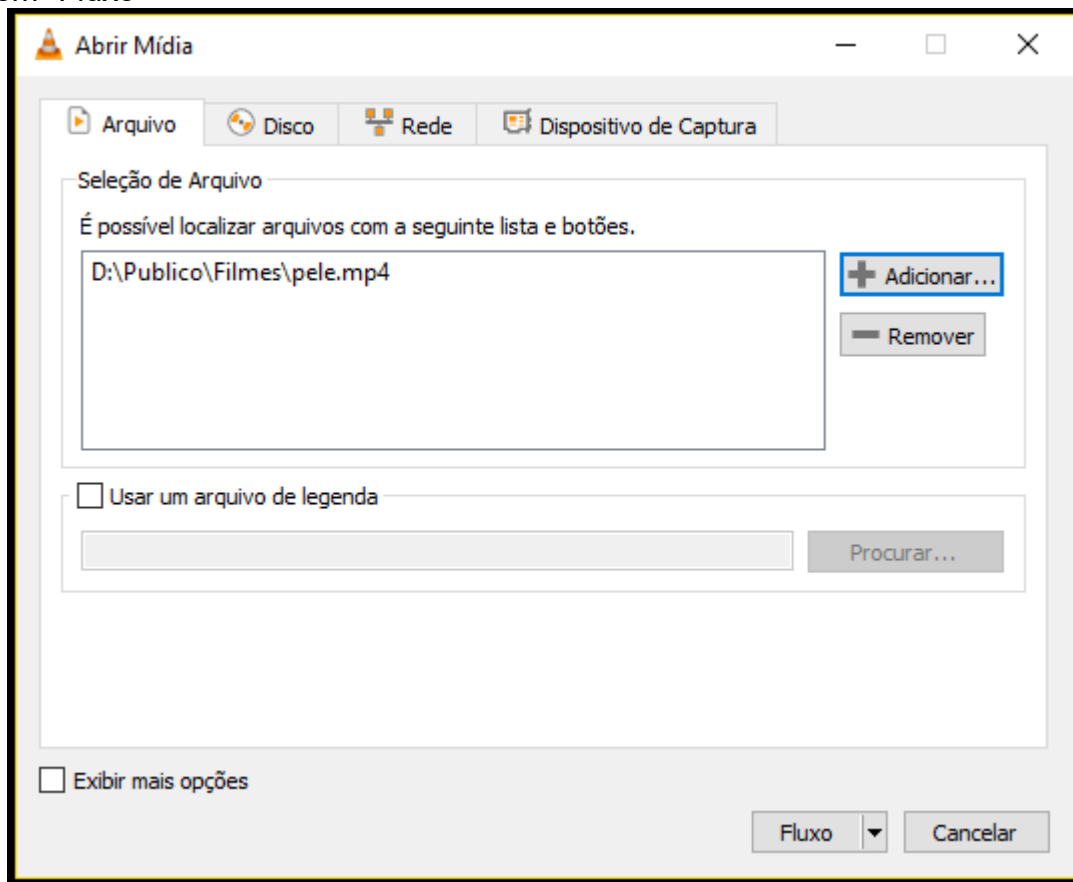 Abrir Mídia
Arquivo Disco Rede Dispositivo de Captura
Seleção de Arquivo
É possível localizar arquivos com a seguinte lista e botões.
D:\Publico\Filmes\pele.mp4
Adicionar...
Remover
Usar um arquivo de legenda
Procurar...
Exibir mais opções
Fluxo Cancelar